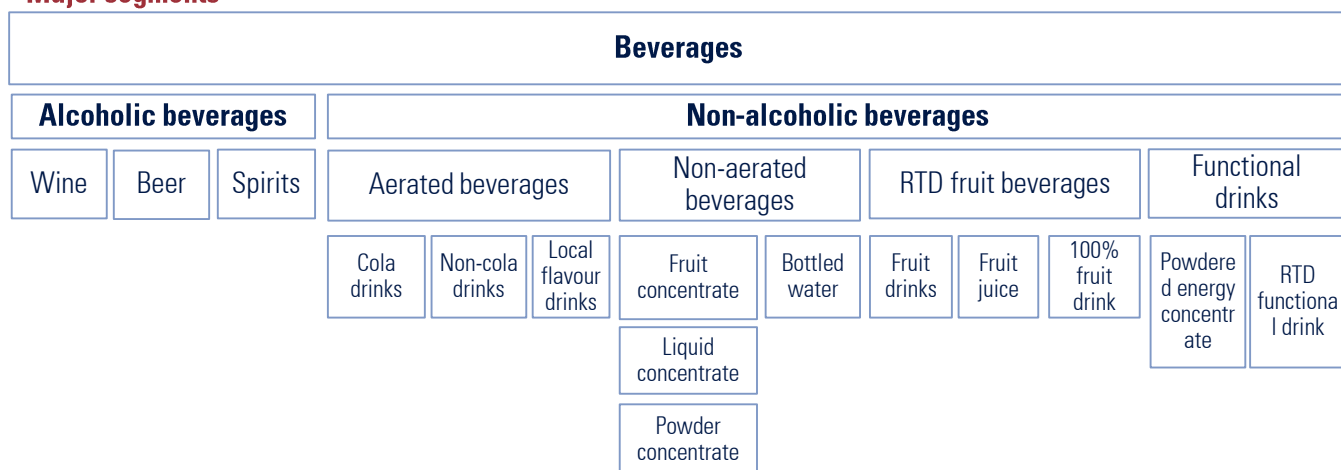 Major segments
Beverages
Alcoholic beverages
Non-alcoholic beverages
Wine
Beer
Spirits
Aerated beverages
Non-aerated
beverages
RTD fruit beverages
Functional
drinks
Cola
drinks
Non-cola
drinks
Local
flavour
drinks
Fruit
concentrate
Bottled
water
Fruit
drinks
Fruit
juice
100%
fruit
drink
Powdere
d energy
concentr
ate
RTD
functiona
l drink
Liquid
concentrate
Powder
concentrate